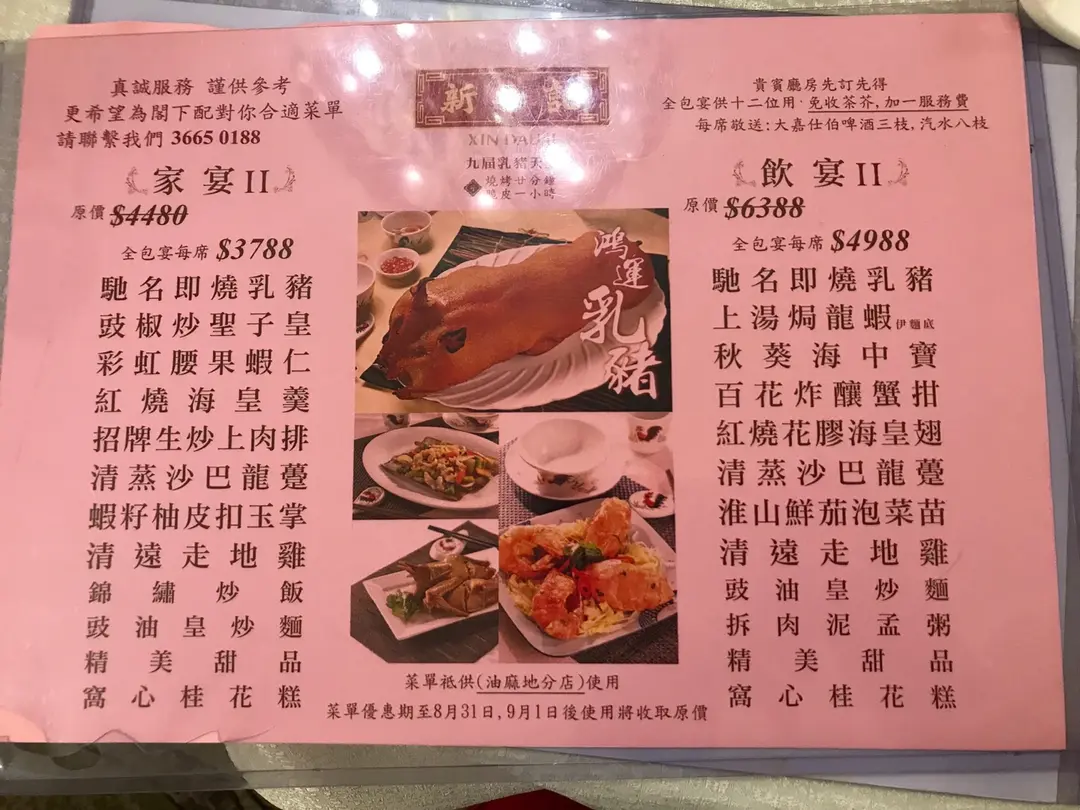 真誠服務 謹供參考
更希望為閣下配對你合適菜單
請聯繫我們 3665 0188
家宴II
原價 $4480
全包宴每席 $3788
馳名即燒乳豬
豉椒炒聖子皇
彩虹腰果蝦仁
紅燒海皇羹
招牌生炒上肉排
清蒸沙巴龍躉
蝦籽柚皮扣玉掌
清遠走地雞
錦繡炒飯
豉油皇炒麵
精美甜品
窩心桂花糕
新
XIN DAU
九屆乳豬天
燒烤廿分鐘
脆皮一小時
鴻運乳豬
菜單祗供(油麻地分店)使用
菜單優惠期至8月31日,9月1日後使用將收取原價
貴賓廳房先訂先得
全包宴供十二位用·免收茶芥,加一服務費
每席敬送:大嘉仕伯啤酒三枝,汽水八枝
飲宴II
原價 $6388
全包宴每席 $4988
馳名即燒乳豬
上湯焗龍蝦 伊麵底
秋葵海中寶
百花炸釀蟹拑
紅燒花膠海皇翅
清蒸沙巴龍躉
淮山鮮茄泡菜苗
清遠走地雞
豉油皇炒麵
拆肉泥孟粥
精美甜品
窩心桂花糕